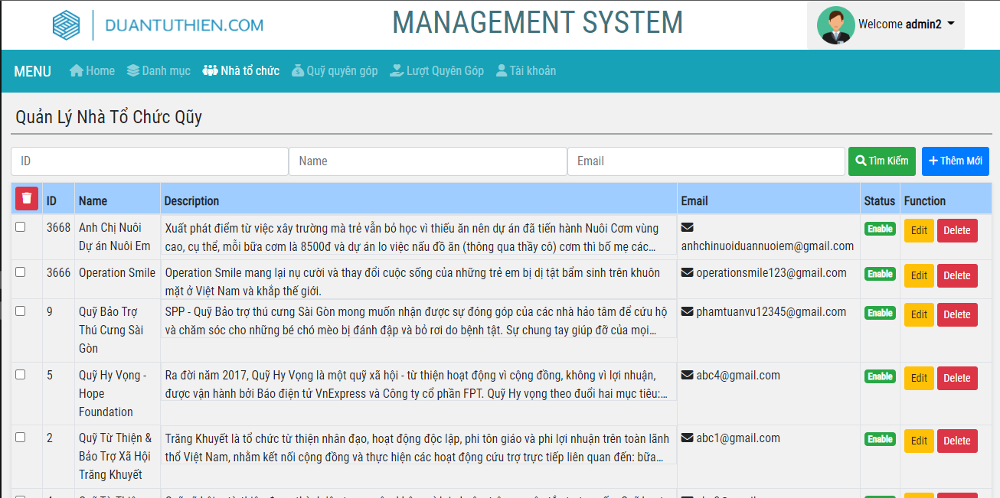 DUANTUTHIEN.COM
MANAGEMENT SYSTEM
Welcome admin2
MENU Home Danh mục Nhà tổ chức Quỹ quyên góp Lượt Quyên Góp Tài khoản
Quản Lý Nhà Tổ Chức Qũy
ID Name Email Tìm Kiếm Thêm Mới
ID Name Description Email Status Function
3668 Anh Chị Nuôi Xuất phát điểm từ việc xây trường mà trẻ vẫn bỏ học vì thiếu ăn nên dự án đã tiến hành Nuôi Cơm vùng Enable Edit Delete
Dự án Nuôi Em cao, cụ thể, mỗi bữa cơm là 8500đ và dự án lo việc nấu đồ ăn (thông qua thầy cô) cơm thì bố mẹ các... anhchinuoiduannuoiem@gmail.com
3666 Operation Smile Operation Smile mang lại nụ cười và thay đổi cuộc sống của những trẻ em bị dị tật bẩm sinh trên khuôn operationsmile123@gmail.com Enable Edit Delete
mặt ở Việt Nam và khắp thế giới.
9 Quỹ Bảo Trợ SPP - Quỹ Bảo trợ thú cưng Sài Gòn mong muốn nhận được sự đóng góp của các nhà hảo tâm để cứu hộ phamtuanvu12345@gmail.com Enable Edit Delete
Thú Cưng Sài và chăm sóc cho những bé chó mèo bị đánh đập và bỏ rơi do bệnh tật. Sự chung tay giúp đỡ của mọi...
Gòn
5 Quỹ Hy Vọng - Ra đời năm 2017, Quỹ Hy Vọng là một quỹ xã hội - từ thiện hoạt động vì cộng đồng, không vì lợi nhuận, abc4@gmail.com Enable Edit Delete
Hope được vận hành bởi Báo điện tử VnExpress và Công ty cổ phần FPT. Quỹ Hy vọng theo đuổi hai mục tiêu:...
Foundation
2 Quỹ Từ Thiện & Trăng Khuyết là tổ chức từ thiện nhân đạo, hoạt động độc lập, phi tôn giáo và phi lợi nhuận trên toàn lãnh abc1@gmail.com Enable Edit Delete
Bảo Trợ Xã Hội thổ Việt Nam, nhằm kết nối cộng đồng và thực hiện các hoạt động cứu trợ trực tiếp liên quan đến: bữa...
Trăng Khuyết